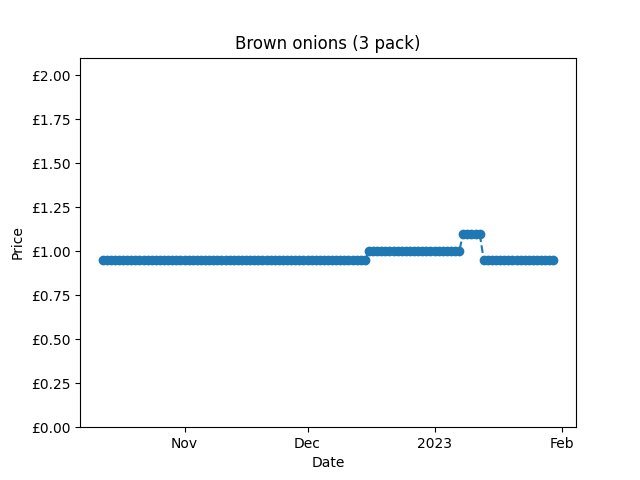 Brown onions (3 pack)
£2.00
£1.75
£1.50
£1.25
£1.00
£0.75
£0.50
£0.25
£0.00
Price
Nov Dec 2023 Feb
Date